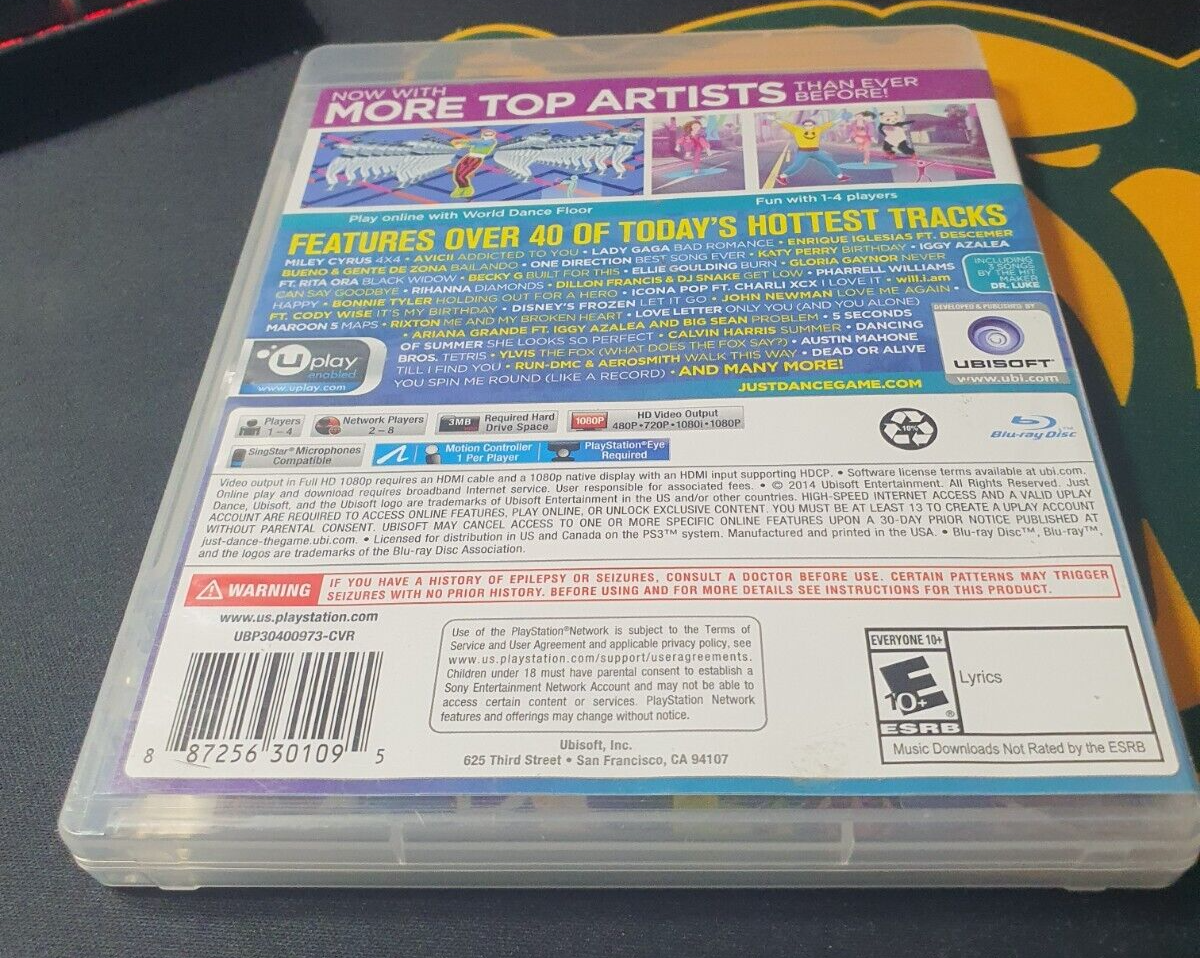 NOW WITH
MORE TOP ARTISTS
THAN EVER
BEFORE!
Play online with World Dance Floor
Fun with 1-4 players
FEATURES OVER 40 OF TODAY'S HOTTEST TRACKS
MILEY CYRUS 4X4 • AVICII ADDICTED TO YOU • LADY GAGA BAD ROMANCE • ENRIQUE IGLESIAS FT. DESCEMER
BUENO & GENTE DE ZONA BAILANDO • ONE DIRECTION BEST SONG EVER • KATY PERRY BIRTHDAY • IGGY AZALEA
FT. RITA ORA BLACK WIDOW • BECKY G BUILT FOR THIS • ELLIE GOULDING BURN • GLORIA GAYNOR NEVER
CAN SAY GOODBYE • RIHANNA DIAMONDS • DILLON FRANCIS & DJ SNAKE GET LOW • PHARRELL WILLIAMS
HAPPY • BONNIE TYLER HOLDING OUT FOR A HERO • ICONA POP FT. CHARLI XCX I LOVE IT • will.i.am
FT. CODY WISE IT'S MY BIRTHDAY • DISNEY'S FROZEN LET IT GO • JOHN NEWMAN LOVE ME AGAIN •
MAROON 5 MAPS • RIXTON ME AND MY BROKEN HEART • LOVE LETTER ONLY YOU (AND YOU ALONE)
• ARIANA GRANDE FT. IGGY AZALEA AND BIG SEAN PROBLEM • 5 SECONDS
OF SUMMER SHE LOOKS SO PERFECT • CALVIN HARRIS SUMMER • DANCING
BROS. TETRIS • YLVIS THE FOX (WHAT DOES THE FOX SAY?) • AUSTIN MAHONE
TILL I FIND YOU • RUN-DMC & AEROSMITH WALK THIS WAY • DEAD OR ALIVE
YOU SPIN ME ROUND (LIKE A RECORD) • AND MANY MORE!
JUSTDANCEGAME.COM
INCLUDING
7 SONGS
BY THE HIT
MAKER
DR. LUKE
DEVELOPED & PUBLISHED BY
UBISOFT
www.ubi.com
uplay
enabled
www.uplay.com
Players
1 – 4
Network Players
2 – 8
3MB
Required Hard
Drive Space
1080P
HD Video Output
480P•720P•1080i•1080P
10%
Blu-ray Disc™
SingStar® Microphones
Compatible
Motion Controller
1 Per Player
PlayStation®Eye
Required
Video output in Full HD 1080p requires an HDMI cable and a 1080p native display with an HDMI input supporting HDCP. • Software license terms available at ubi.com.
Online play and download requires broadband Internet service. User responsible for associated fees. • © 2014 Ubisoft Entertainment. All Rights Reserved. Just
Dance, Ubisoft, and the Ubisoft logo are trademarks of Ubisoft Entertainment in the US and/or other countries. HIGH-SPEED INTERNET ACCESS AND A VALID UPLAY
ACCOUNT ARE REQUIRED TO ACCESS ONLINE FEATURES, PLAY ONLINE, OR UNLOCK EXCLUSIVE CONTENT. YOU MUST BE AT LEAST 13 TO CREATE A UPLAY ACCOUNT
WITHOUT PARENTAL CONSENT. UBISOFT MAY CANCEL ACCESS TO ONE OR MORE SPECIFIC ONLINE FEATURES UPON A 30-DAY PRIOR NOTICE PUBLISHED AT
just-dance-thegame.ubi.com. • Licensed for distribution in US and Canada on the PS3™ system. Manufactured and printed in the USA. • Blu-ray Disc™, Blu-ray™,
and the logos are trademarks of the Blu-ray Disc Association.
WARNING
IF YOU HAVE A HISTORY OF EPILEPSY OR SEIZURES, CONSULT A DOCTOR BEFORE USE. CERTAIN PATTERNS MAY TRIGGER
SEIZURES WITH NO PRIOR HISTORY. BEFORE USING AND FOR MORE DETAILS SEE INSTRUCTIONS FOR THIS PRODUCT.
www.us.playstation.com
UBP30400973-CVR
8 87256 30109 5
Use of the PlayStation®Network is subject to the Terms of
Service and User Agreement and applicable privacy policy, see
www.us.playstation.com/support/useragreements.
Children under 18 must have parental consent to establish a
Sony Entertainment Network Account and may not be able to
access certain content or services. PlayStation Network
features and offerings may change without notice.
Ubisoft, Inc.
625 Third Street • San Francisco, CA 94107
EVERYONE 10+
E
10+
®
ESRB
Lyrics
Music Downloads Not Rated by the ESRB